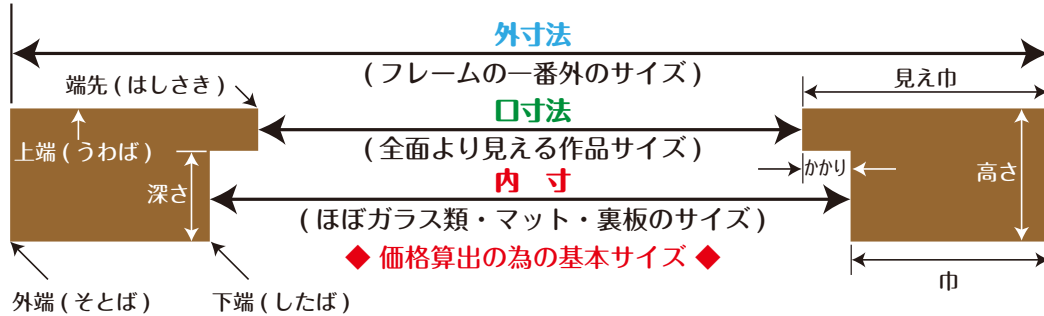 外寸法
(フレームの一番外のサイズ)
端先(はしさき)
見え巾
口寸法
上端(うわば)
(全面より見える作品サイズ)
かかり
高さ
深さ
内 寸
(ほぼガラス類・マット・裏板のサイズ)
◆ 価格算出の為の基本サイズ ◆
巾
外端(そとば)
下端(したば)